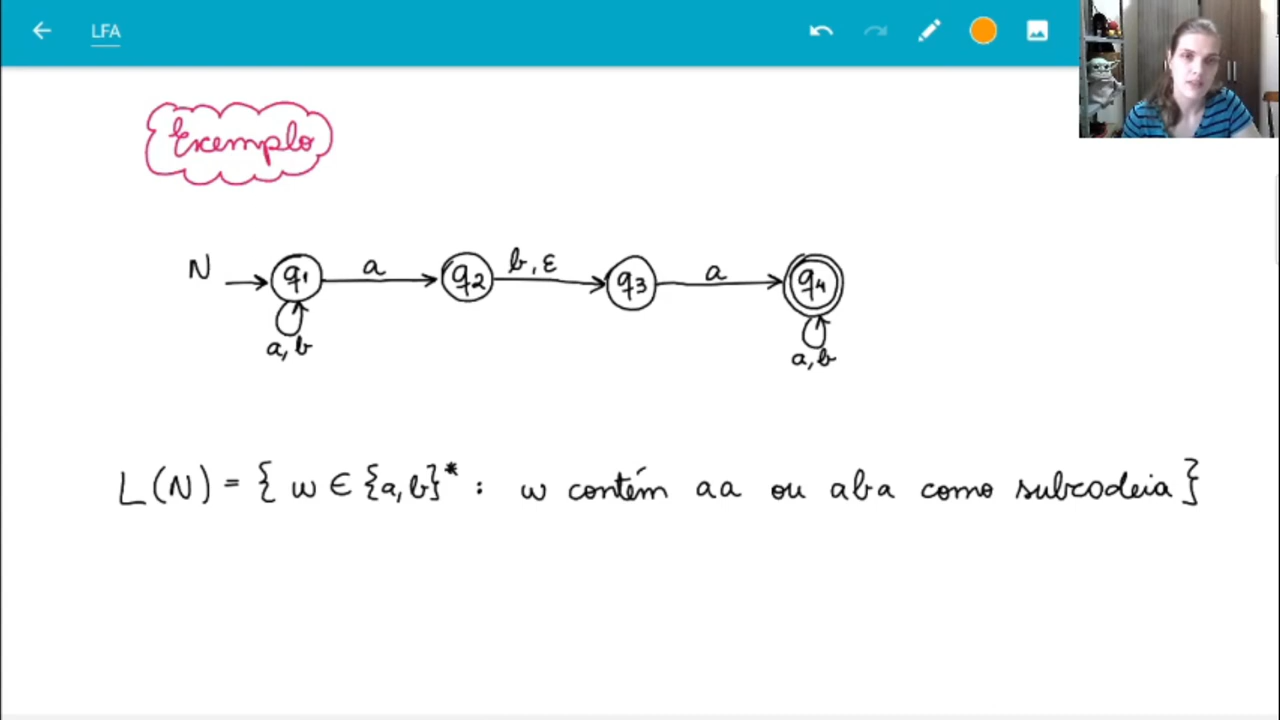 LFA
Exemplo
N q1 a q2 b, ε q3 a q4
a, b a, b
L(N) = { w ∈ {a, b}* : w contém aa ou aba como subcadeia }